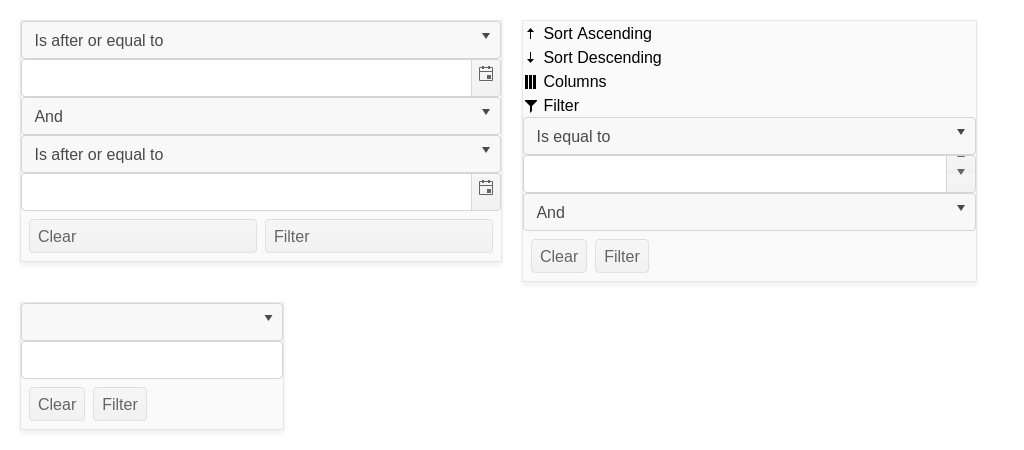 Is after or equal to
And
Is after or equal to
Clear
Filter
Sort Ascending
Sort Descending
Columns
Filter
Is equal to
And
Clear
Filter
Clear
Filter